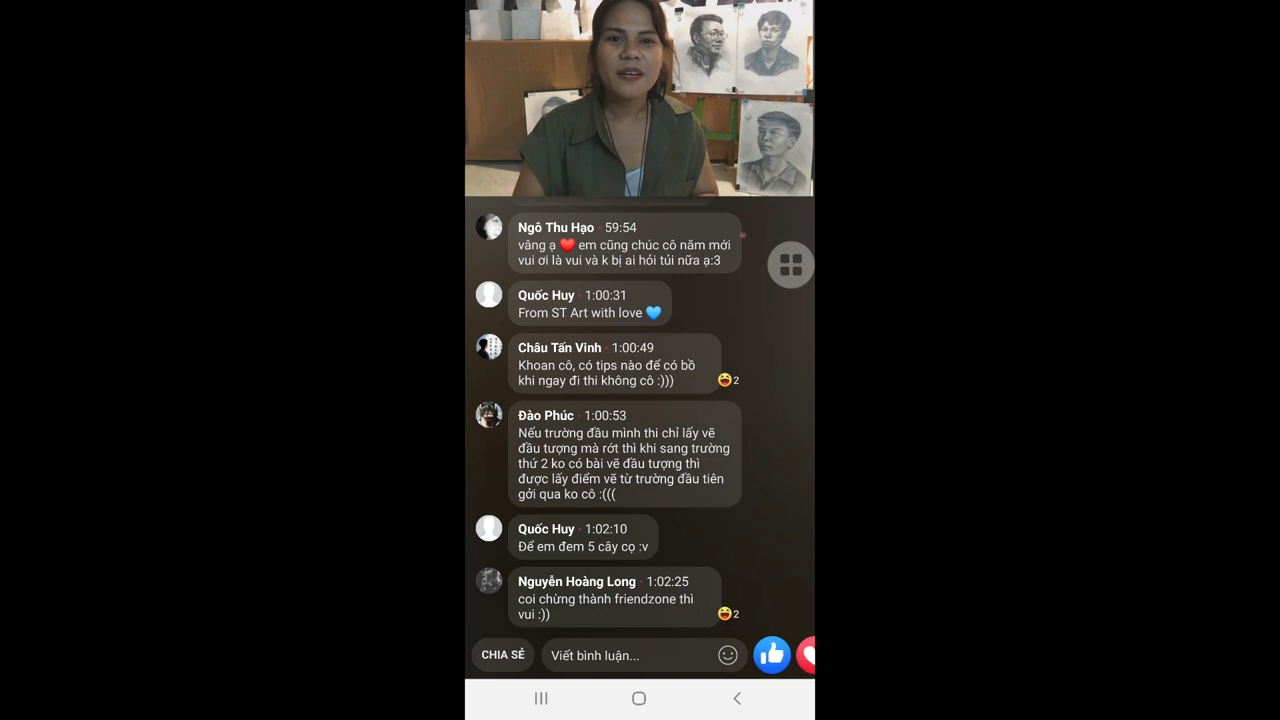 Ngô Thu Hạo · 59:54
vâng ạ ❤️ em cũng chúc cô năm mới
vui ơi là vui và k bị ai hỏi tủi nữa ạ:3
Quốc Huy · 1:00:31
From ST Art with love 💙
Châu Tấn Vinh · 1:00:49
Khoan cô, có tips nào để có bồ
khi ngay đi thi không cô :)))
2
Đào Phúc · 1:00:53
Nếu trường đầu mình thi chỉ lấy vẽ
đầu tượng mà rớt thì khi sang trường
thứ 2 ko có bài vẽ đầu tượng thì
được lấy điểm vẽ từ trường đầu tiên
gởi qua ko cô :(((
Quốc Huy · 1:02:10
Để em đem 5 cây cọ :v
Nguyễn Hoàng Long · 1:02:25
coi chừng thành friendzone thì
vui :))
2
CHIA SẺ
Viết bình luận...